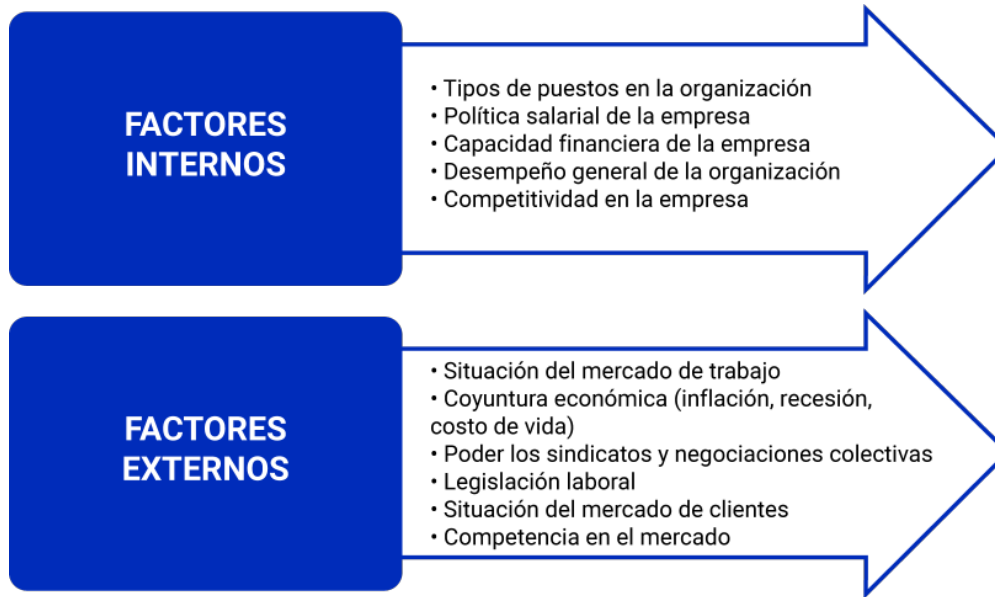 FACTORES
INTERNOS
• Tipos de puestos en la organización
• Política salarial de la empresa
• Capacidad financiera de la empresa
• Desempeño general de la organización
• Competitividad en la empresa
FACTORES
EXTERNOS
• Situación del mercado de trabajo
• Coyuntura económica (inflación, recesión,
costo de vida)
• Poder los sindicatos y negociaciones colectivas
• Legislación laboral
• Situación del mercado de clientes
• Competencia en el mercado